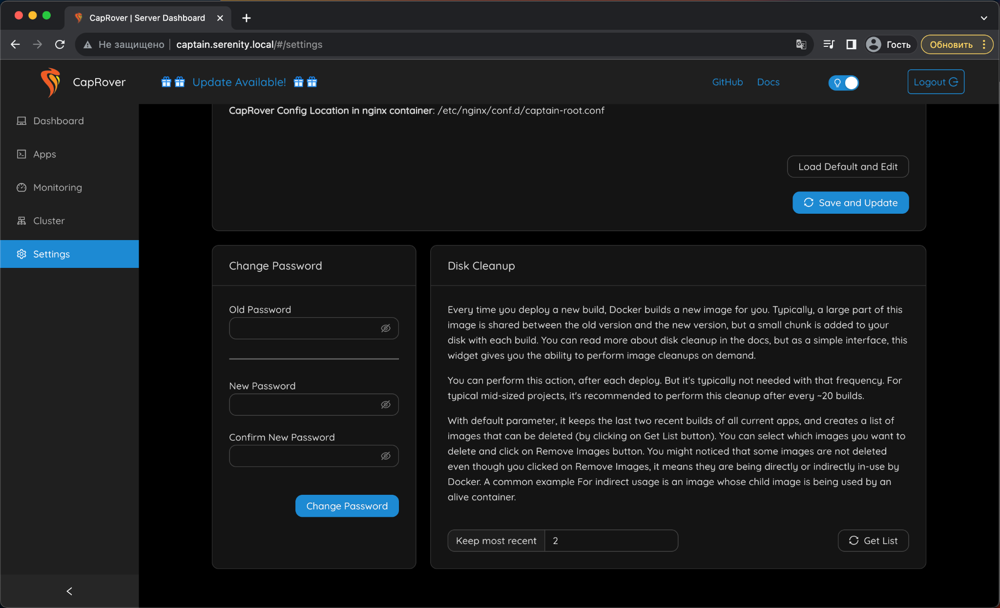 CapRover | Server Dashboard
Не защищено
captain.serenity.local/#/settings
Гость
Обновить
CapRover
Update Available!
GitHub
Docs
Logout
Dashboard
Apps
Monitoring
Cluster
Settings
CapRover Config Location in nginx container: /etc/nginx/conf.d/captain-root.conf
Load Default and Edit
Save and Update
Change Password
Old Password
New Password
Confirm New Password
Change Password
Disk Cleanup
Every time you deploy a new build, Docker builds a new image for you. Typically, a large part of this
image is shared between the old version and the new version, but a small chunk is added to your
disk with each build. You can read more about disk cleanup in the docs, but as a simple interface, this
widget gives you the ability to perform image cleanups on demand.
You can perform this action, after each deploy. But it's typically not needed with that frequency. For
typical mid-sized projects, it's recommended to perform this cleanup after every ~20 builds.
With default parameter, it keeps the last two recent builds of all current apps, and creates a list of
images that can be deleted (by clicking on Get List button). You can select which images you want to
delete and click on Remove Images button. You might noticed that some images are not deleted
even though you clicked on Remove Images, it means they are being directly or indirectly in-use by
Docker. A common example For indirect usage is an image whose child image is being used by an
alive container.
Keep most recent
2
Get List